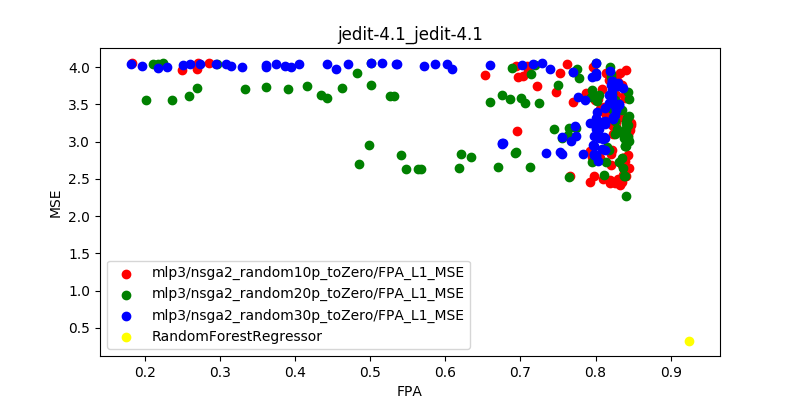 jedit-4.1_jedit-4.1
4.0
3.5
3.0
2.5
2.0
1.5
1.0
0.5
MSE
mlp3/nsga2_random10p_toZero/FPA_L1_MSE
mlp3/nsga2_random20p_toZero/FPA_L1_MSE
mlp3/nsga2_random30p_toZero/FPA_L1_MSE
RandomForestRegressor
0.2 0.3 0.4 0.5 0.6 0.7 0.8 0.9
FPA